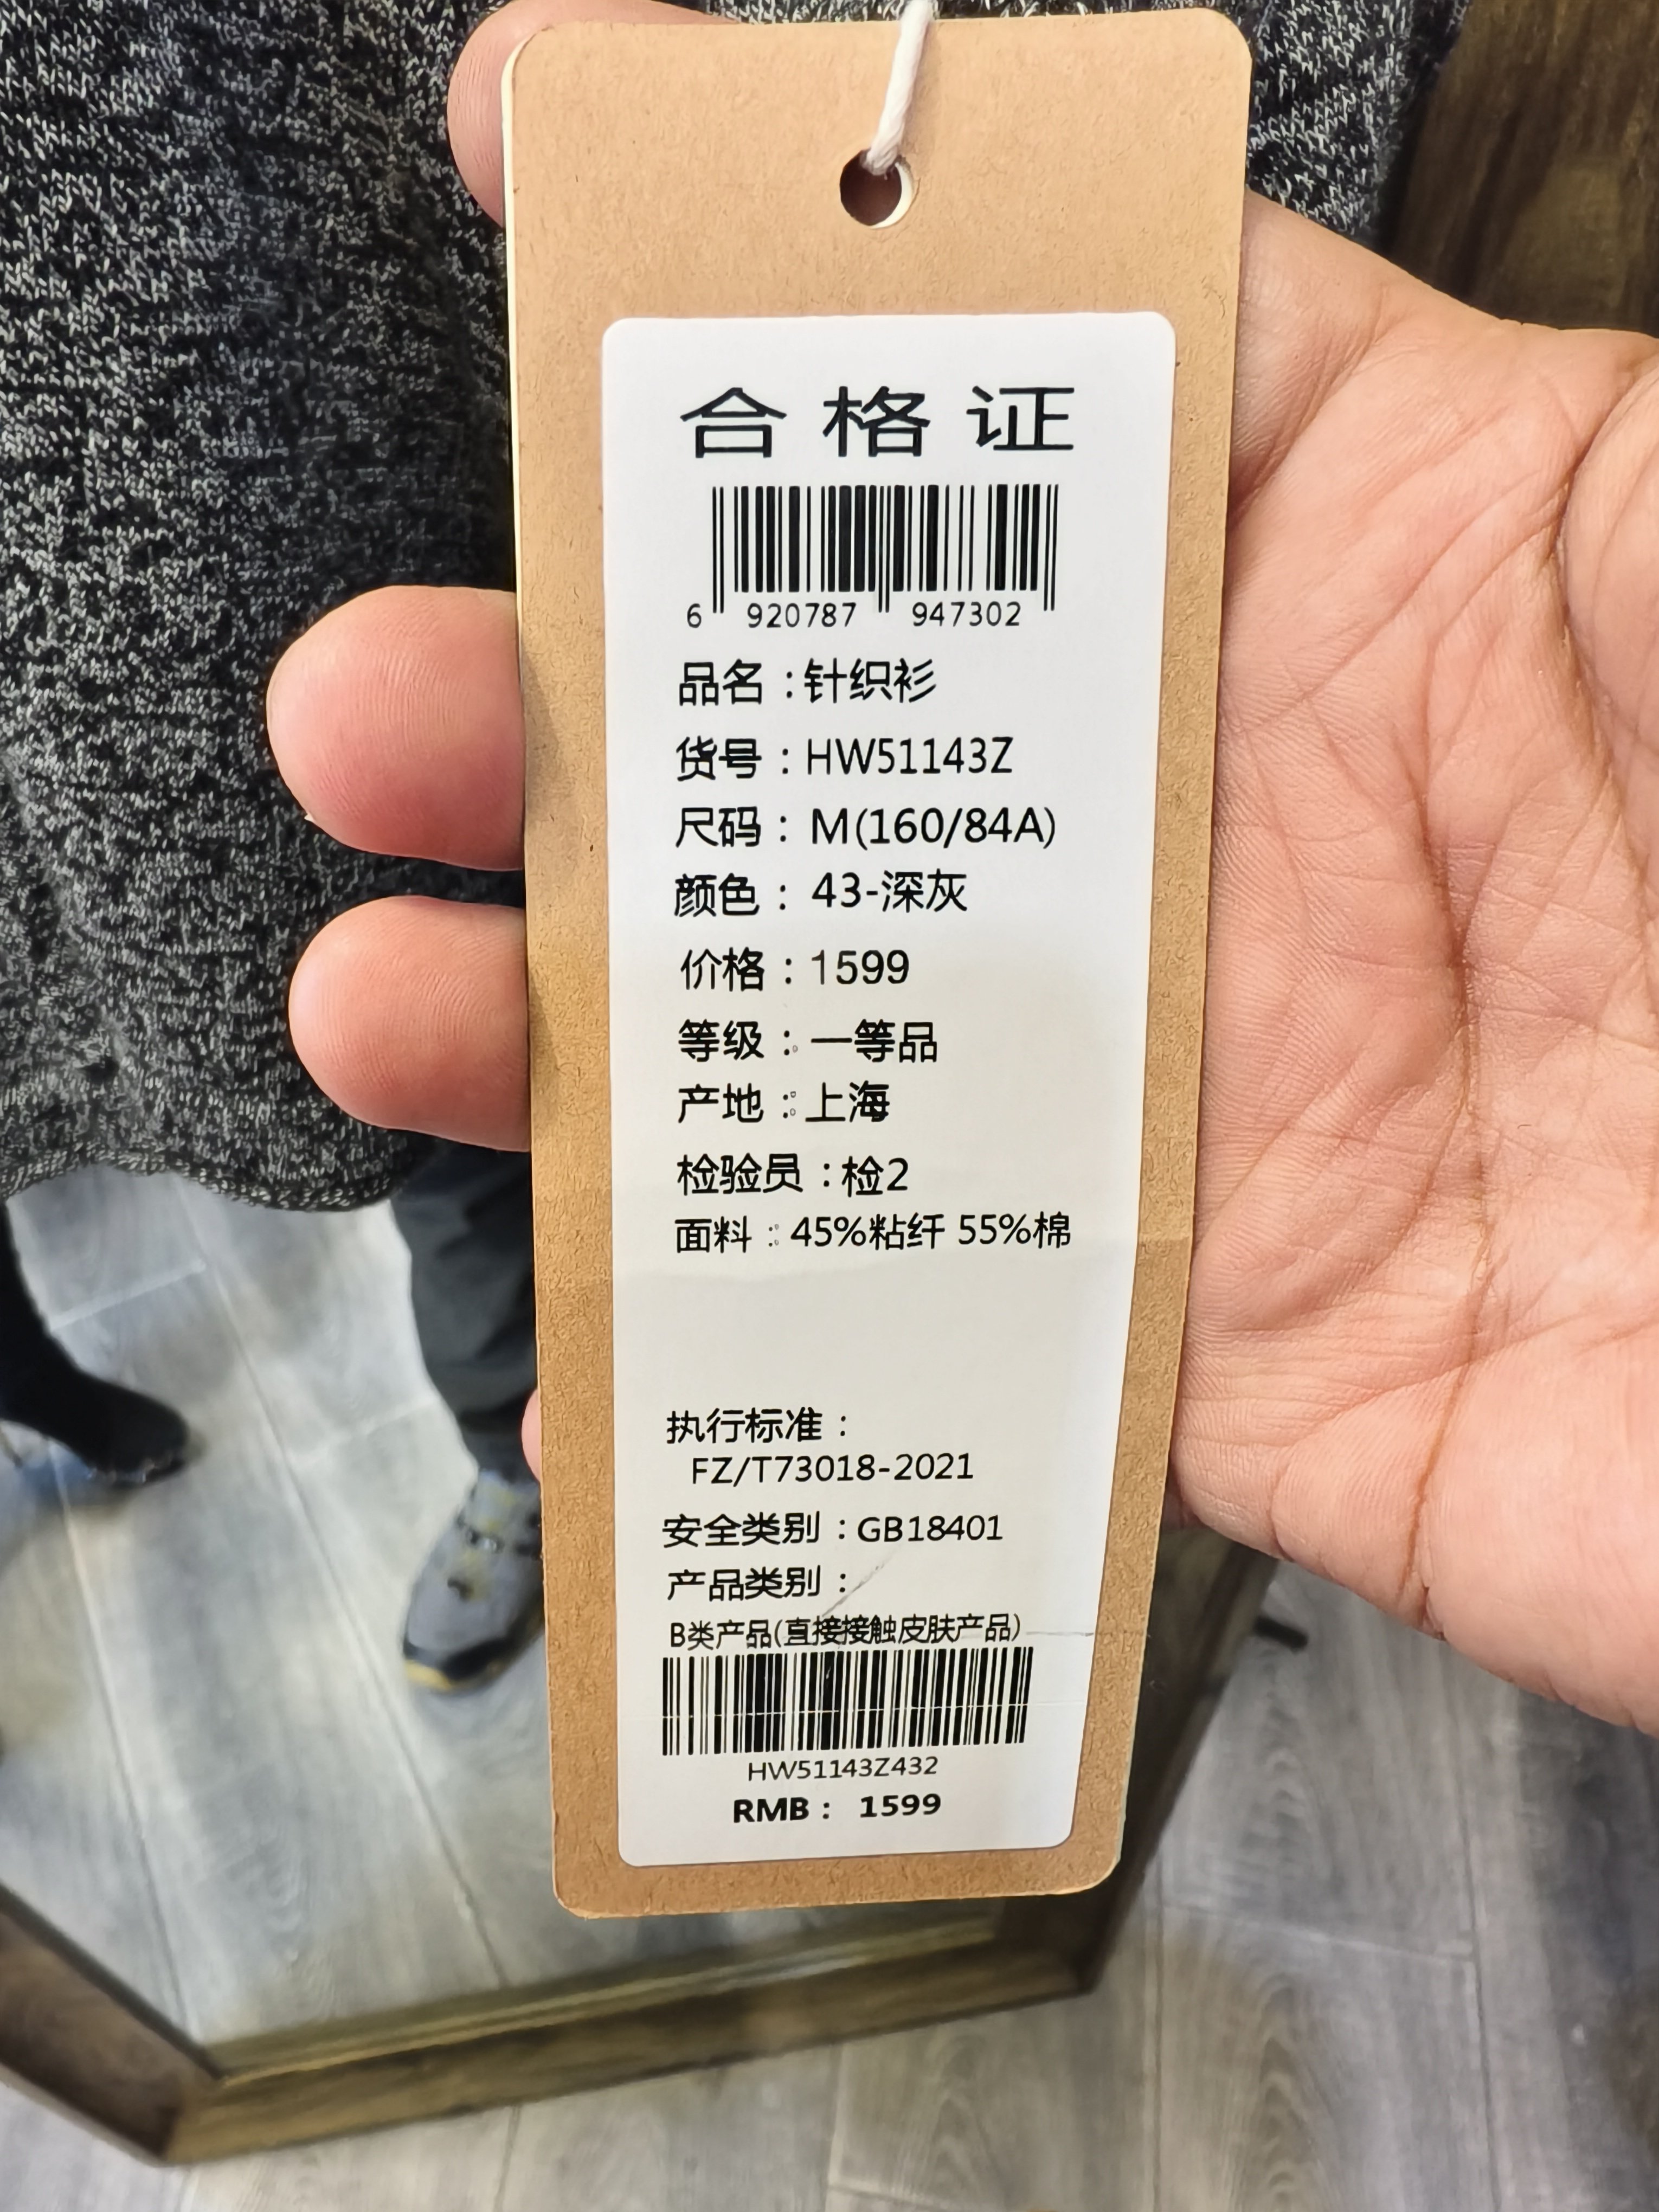 合格证
6 920787 947302
品名：针织衫
货号：HW51143Z
尺码：M(160/84A)
颜色：43-深灰
价格：1599
等级：一等品
产地：上海
检验员：检2
面料：45%粘纤 55%棉
执行标准：
FZ/T73018-2021
安全类别：GB18401
产品类别：
B类产品(直接接触皮肤产品)
HW51143Z432
RMB： 1599